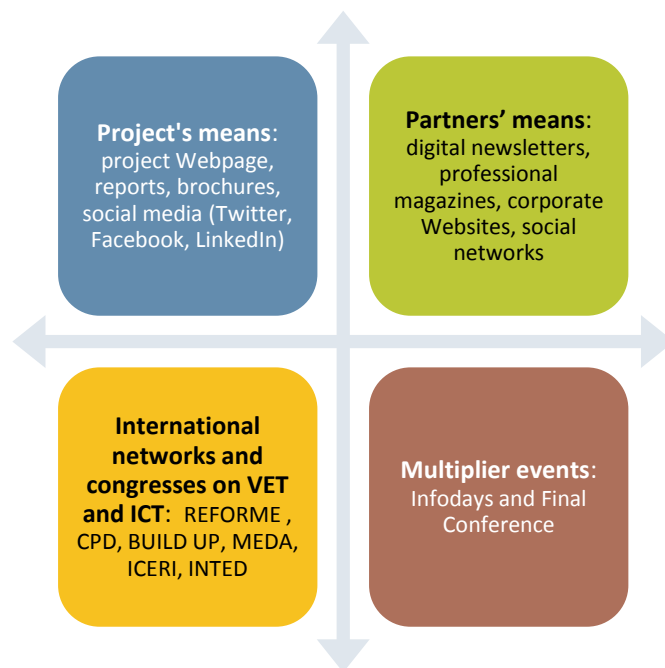 Project's means:
project Webpage,
reports, brochures,
social media (Twitter,
Facebook, LinkedIn)
Partners’ means:
digital newsletters,
professional
magazines, corporate
Websites, social
networks
International
networks and
congresses on VET
and ICT: REFORME ,
CPD, BUILD UP, MEDA,
ICERI, INTED
Multiplier events:
Infodays and Final
Conference